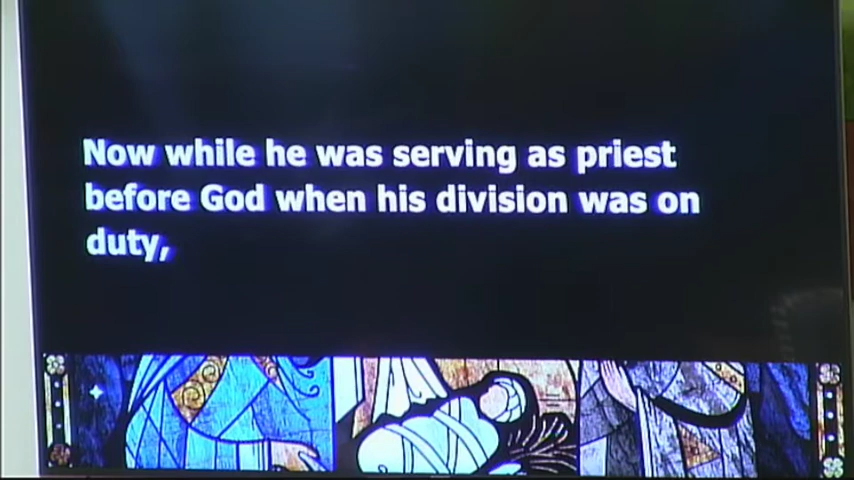 Now while he was serving as priest
before God when his division was on
duty,